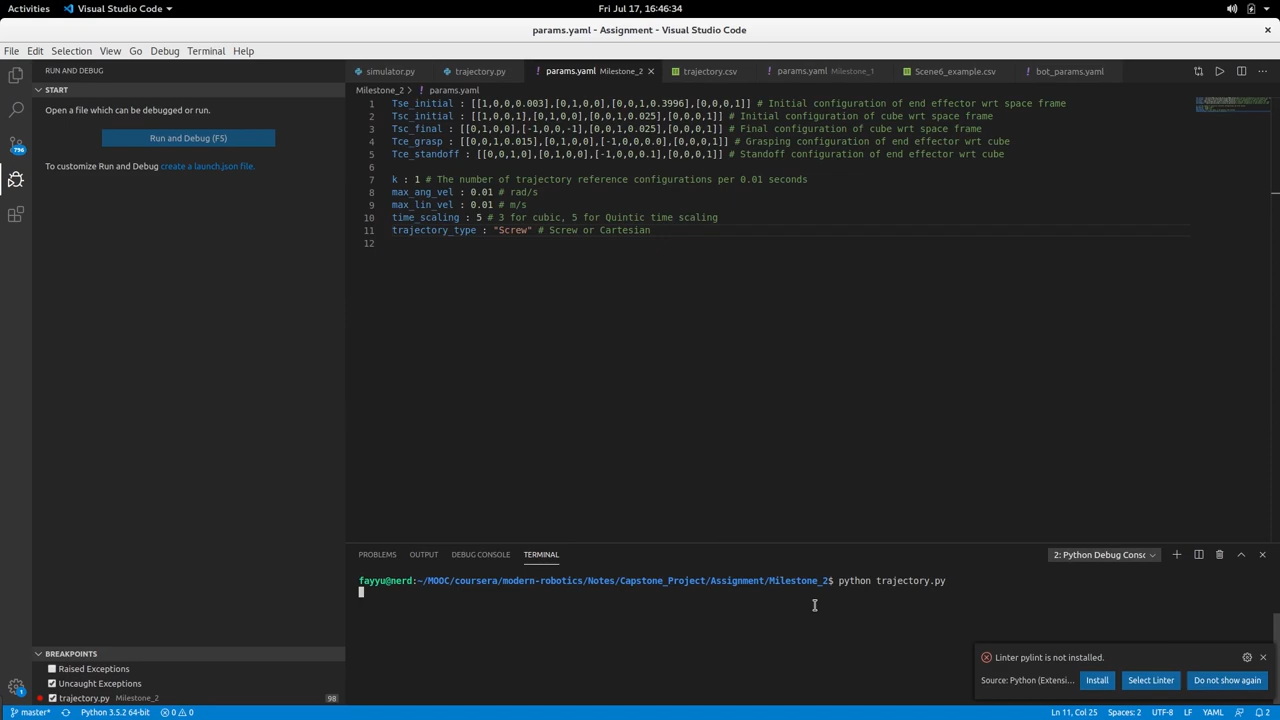 Activities Visual Studio Code Fri Jul 17, 16:46:34
params.yaml - Assignment - Visual Studio Code
File Edit Selection View Go Debug Terminal Help
RUN AND DEBUG
simulator.py trajectory.py params.yaml Milestone_2 trajectory.csv params.yaml Milestone_1 Scene6_example.csv bot_params.yaml
START
Milestone_2 > params.yaml
Open a file which can be debugged or run.
Run and Debug (F5)
To customize Run and Debug create a launch.json file.
1 Tse_initial : [[1,0,0,0.003],[0,1,0,0],[0,0,1,0.3996],[0,0,0,1]] # Initial configuration of end effector wrt space frame
2 Tsc_initial : [[1,0,0,1],[0,1,0,0],[0,0,1,0.025],[0,0,0,1]] # Initial configuration of cube wrt space frame
3 Tsc_final : [[0,1,0,0],[-1,0,0,-1],[0,0,1,0.025],[0,0,0,1]] # Final configuration of cube wrt space frame
4 Tce_grasp : [[0,0,1,0.015],[0,1,0,0],[-1,0,0,0.0],[0,0,0,1]] # Grasping configuration of end effector wrt cube
5 Tce_standoff : [[0,0,1,0],[0,1,0,0],[-1,0,0,0.1],[0,0,0,1]] # Standoff configuration of end effector wrt cube
6
7 k : 1 # The number of trajectory reference configurations per 0.01 seconds
8 max_ang_vel : 0.01 # rad/s
9 max_lin_vel : 0.01 # m/s
10 time_scaling : 5 # 3 for cubic, 5 for Quintic time scaling
11 trajectory_type : "Screw" # Screw or Cartesian
12
756
PROBLEMS OUTPUT DEBUG CONSOLE TERMINAL 2: Python Debug Consc
fayyu@nerd:~/MOOC/coursera/modern-robotics/Notes/Capstone_Project/Assignment/Milestone_2$ python trajectory.py
BREAKPOINTS
Raised Exceptions
Uncaught Exceptions
trajectory.py Milestone_2 98
Linter pylint is not installed.
Source: Python (Extensi... Install Select Linter Do not show again
1
master* Python 3.5.2 64-bit 0 0 Ln 11, Col 25 Spaces: 2 UTF-8 LF YAML 2